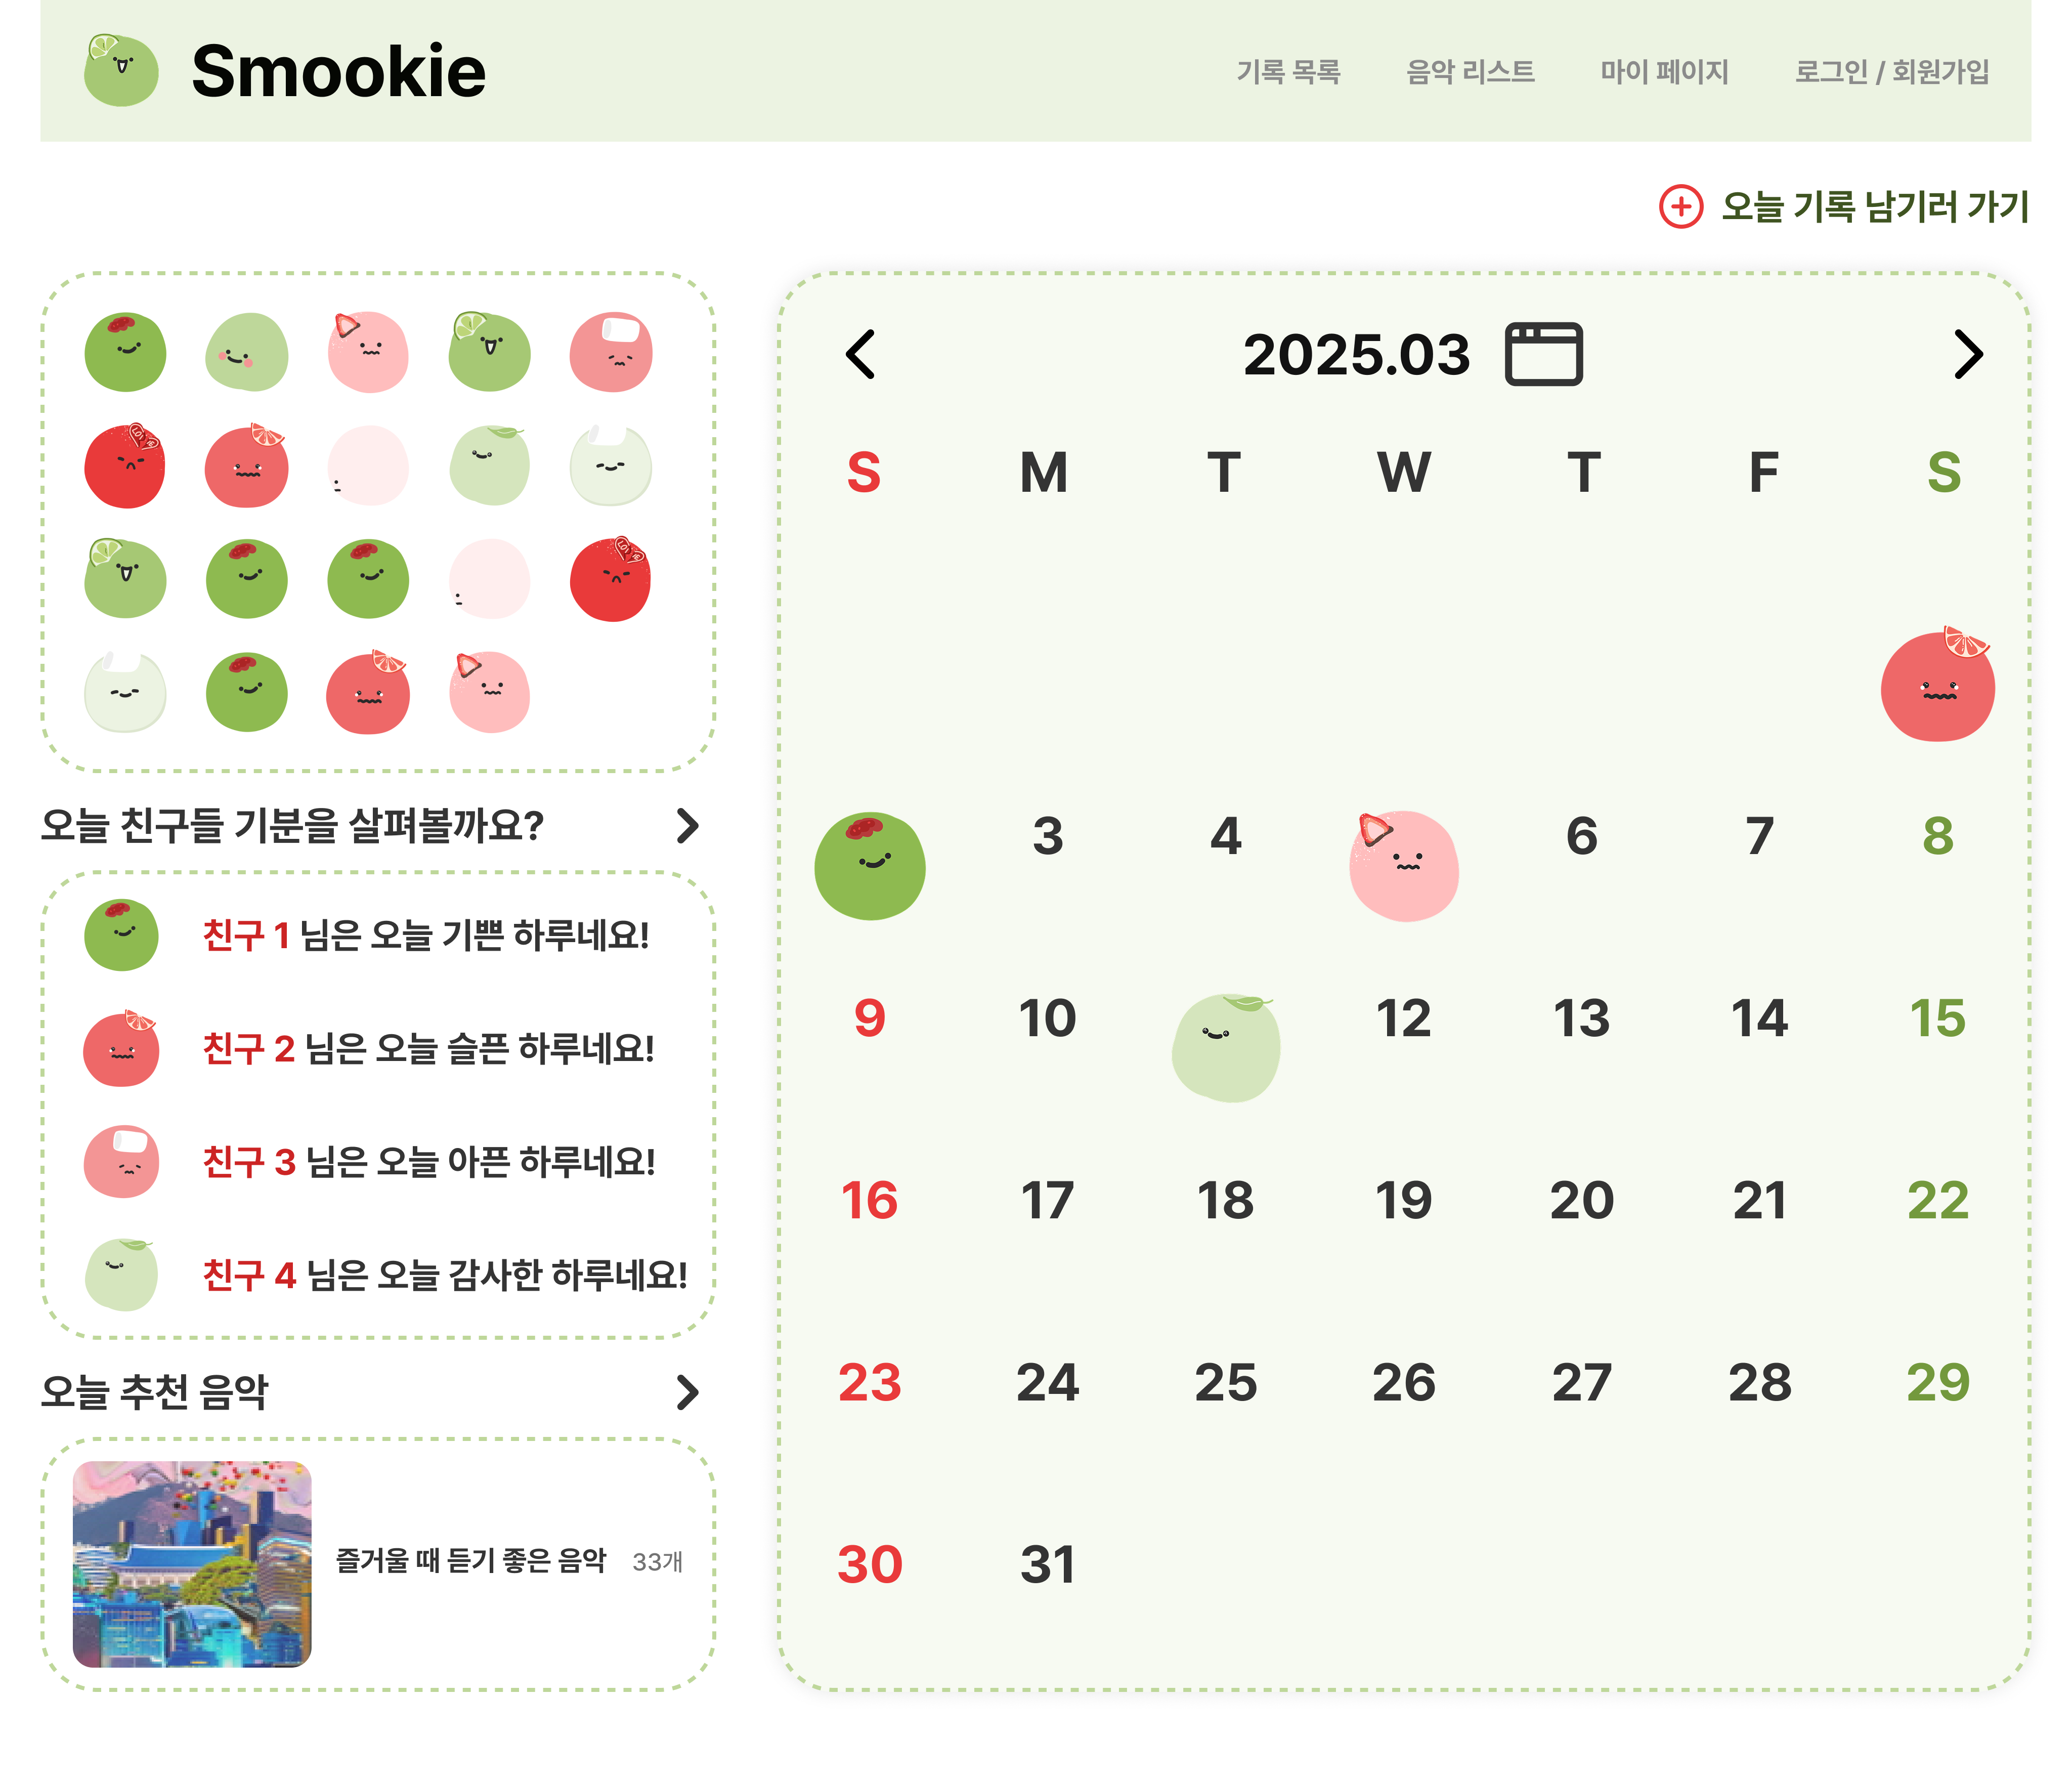 Smookie
기록 목록 음악 리스트 마이 페이지 로그인 / 회원가입
오늘 기록 남기러 가기
오늘 친구들 기분을 살펴볼까요?
친구 1 님은 오늘 기쁜 하루네요!
친구 2 님은 오늘 슬픈 하루네요!
친구 3 님은 오늘 아픈 하루네요!
친구 4 님은 오늘 감사한 하루네요!
오늘 추천 음악
즐거울 때 듣기 좋은 음악 33개
2025.03
S M T W T F S
3 4 6 7 8
9 10 12 13 14 15
16 17 18 19 20 21 22
23 24 25 26 27 28 29
30 31